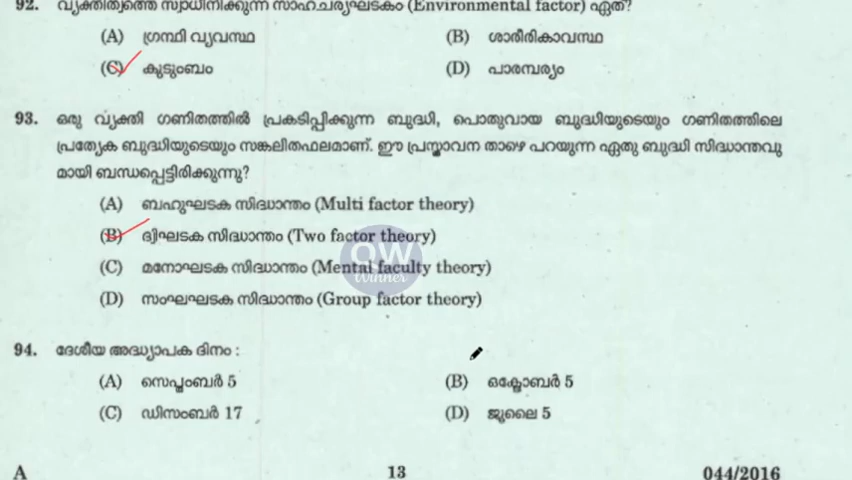 92. വ്യക്തിത്വത്തെ സ്വാധീനിക്കുന്ന സാഹചര്യഘടകം (Environmental factor) ഏത്?
(A) ഗ്രന്ഥി വ്യവസ്ഥ (B) ശാരീരികാവസ്ഥ
(C) കുടുംബം (D) പാരമ്പര്യം
93. ഒരു വ്യക്തി ഗണിതത്തിൽ പ്രകടിപ്പിക്കുന്ന ബുദ്ധി, പൊതുവായ ബുദ്ധിയുടെയും ഗണിതത്തിലെ
പ്രത്യേക ബുദ്ധിയുടെയും സങ്കലിതഫലമാണ്. ഈ പ്രസ്താവന താഴെ പറയുന്ന ഏതു ബുദ്ധി സിദ്ധാന്തവു
മായി ബന്ധപ്പെട്ടിരിക്കുന്നു?
(A) ബഹുഘടക സിദ്ധാന്തം (Multi factor theory)
(B) ദ്വിഘടക സിദ്ധാന്തം (Two factor theory)
QW
Winner
(C) മനോഘടക സിദ്ധാന്തം (Mental faculty theory)
(D) സംഘഘടക സിദ്ധാന്തം (Group factor theory)
94. ദേശീയ അദ്ധ്യാപക ദിനം :
(A) സെപ്തംബർ 5 (B) ഒക്ടോബർ 5
(C) ഡിസംബർ 17 (D) ജൂലൈ 5
A 13 044/2016